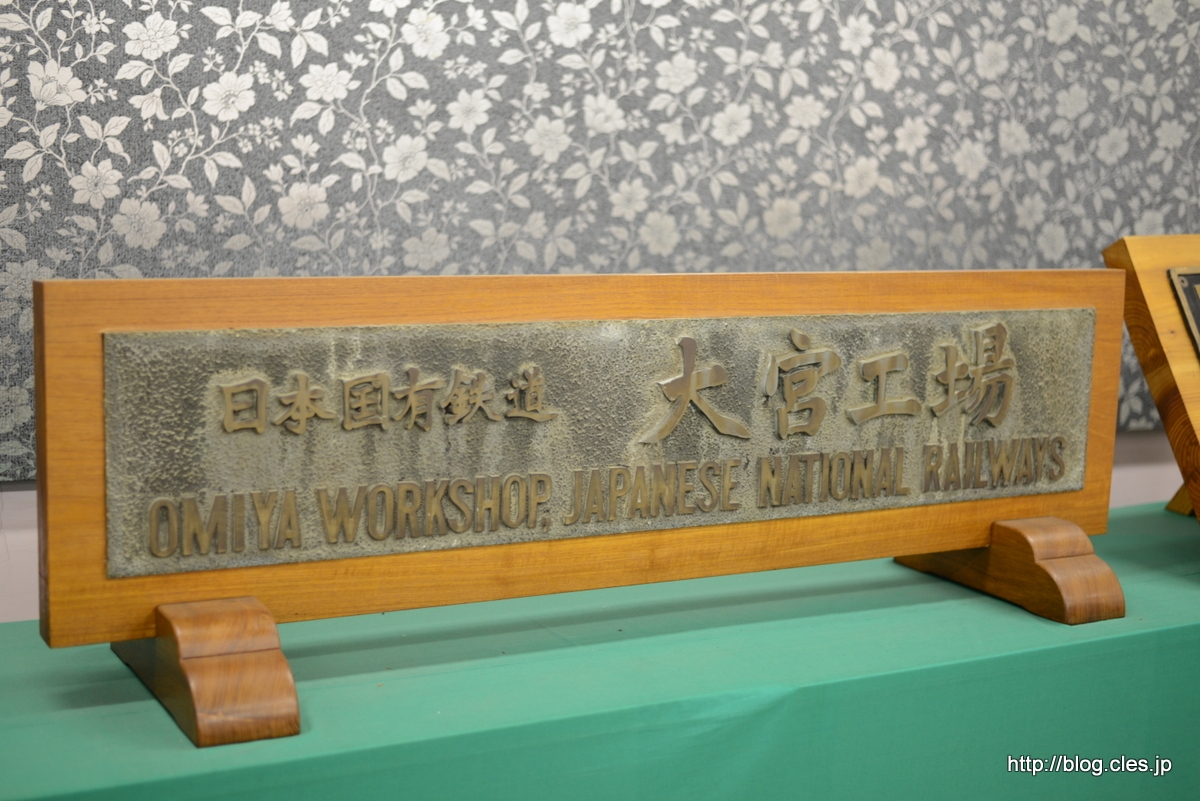 日本国有鉄道 大宮工場
OMIYA WORKSHOP, JAPANESE NATIONAL RAILWAYS
http://blog.cles.jp